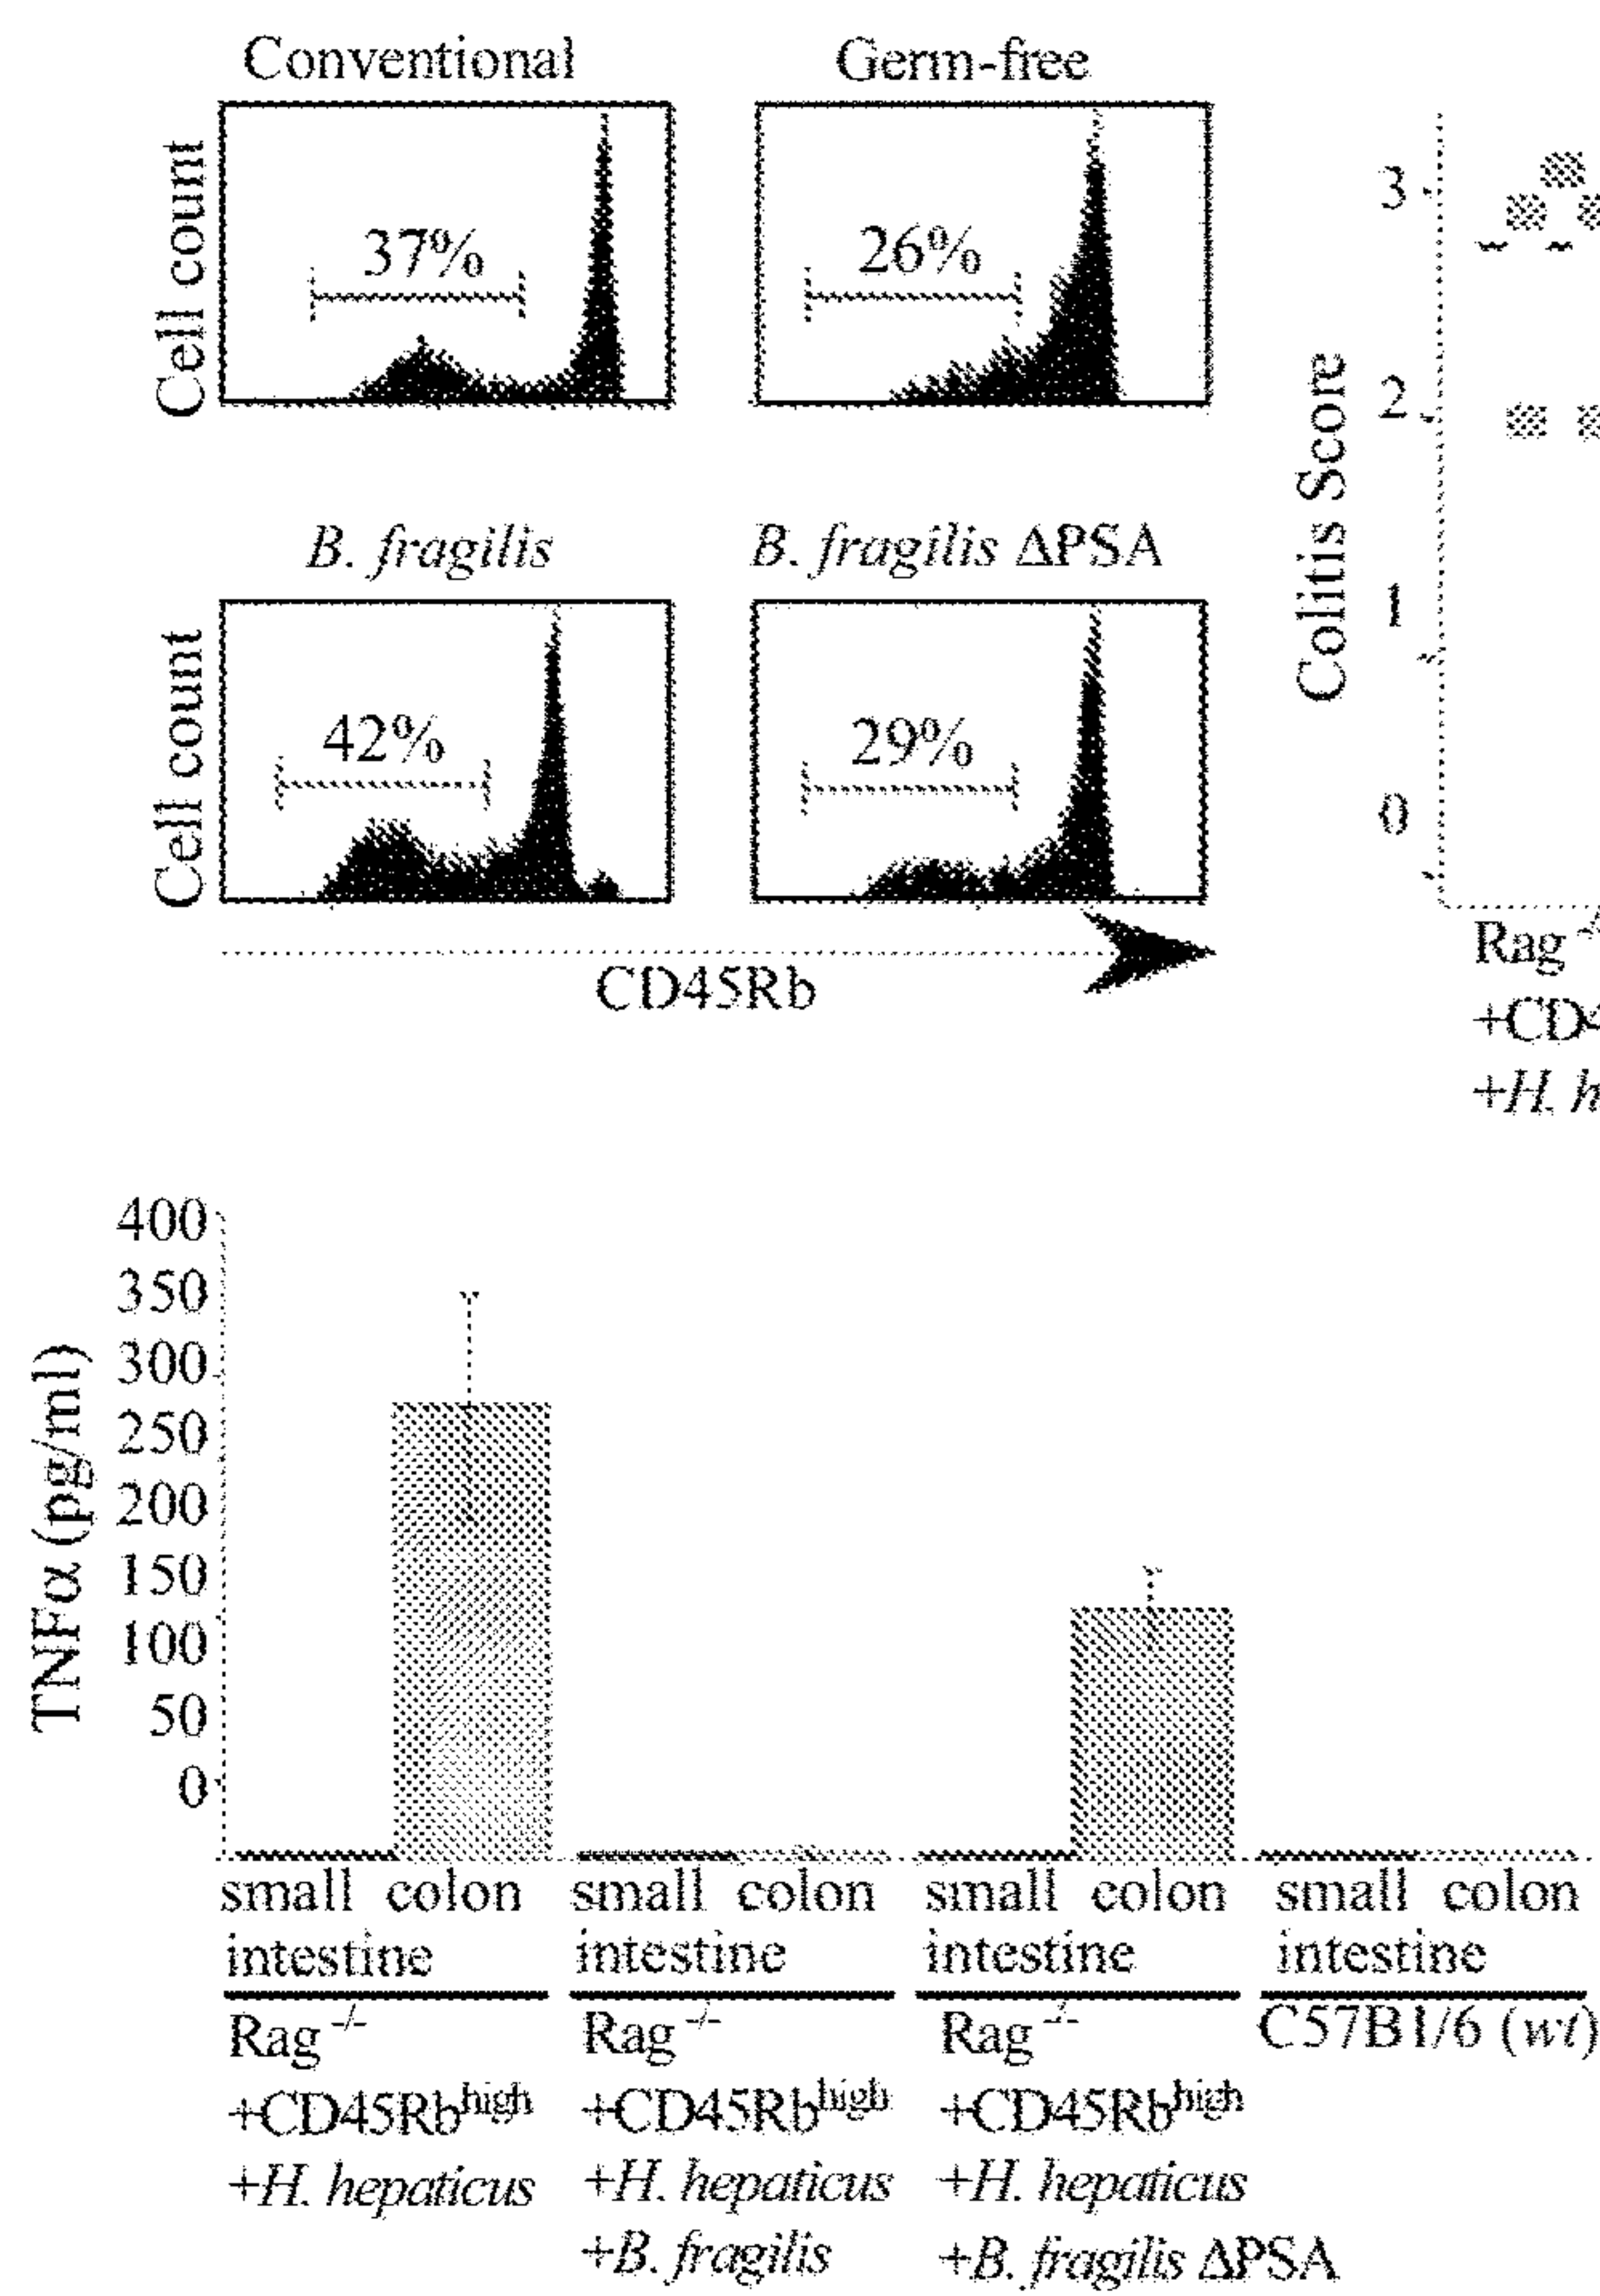 Conventional
Germ-free
Cell count
37%
26%
B. fragilis
B. fragilis ΔPSA
Cell count
42%
29%
CD45Rb
Colitis Score
3
2
1
0
Rag -/
+CD4
+H. h
TNFα (pg/ml)
400
350
300
250
200
150
100
50
0
small colon small colon small colon small colon
intestine intestine intestine intestine
Rag -/- Rag -/- Rag -/- C57B1/6 (wt)
+CD45Rbhigh +CD45Rbhigh +CD45Rbhigh
+H. hepaticus +H. hepaticus +H. hepaticus
+B. fragilis +B. fragilis ΔPSA